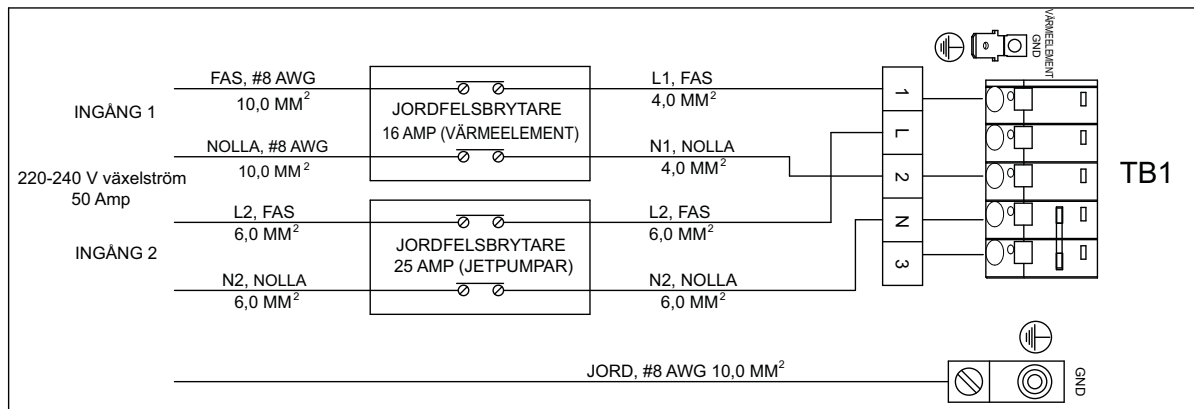 FAS, #8 AWG
10,0 MM²
INGÅNG 1
NOLLA, #8 AWG
10,0 MM²
220-240 V växelström
50 Amp
L2, FAS
6,0 MM²
INGÅNG 2
N2, NOLLA
6,0 MM²
JORDFELSBRYTARE
16 AMP (VÄRMEELEMENT)
JORDFELSBRYTARE
25 AMP (JETPUMPAR)
L1, FAS
4,0 MM²
N1, NOLLA
4,0 MM²
L2, FAS
6,0 MM²
N2, NOLLA
6,0 MM²
1
L
2
N
3
GND
VÄRMEELEMENT
TB1
JORD, #8 AWG 10,0 MM²
GND